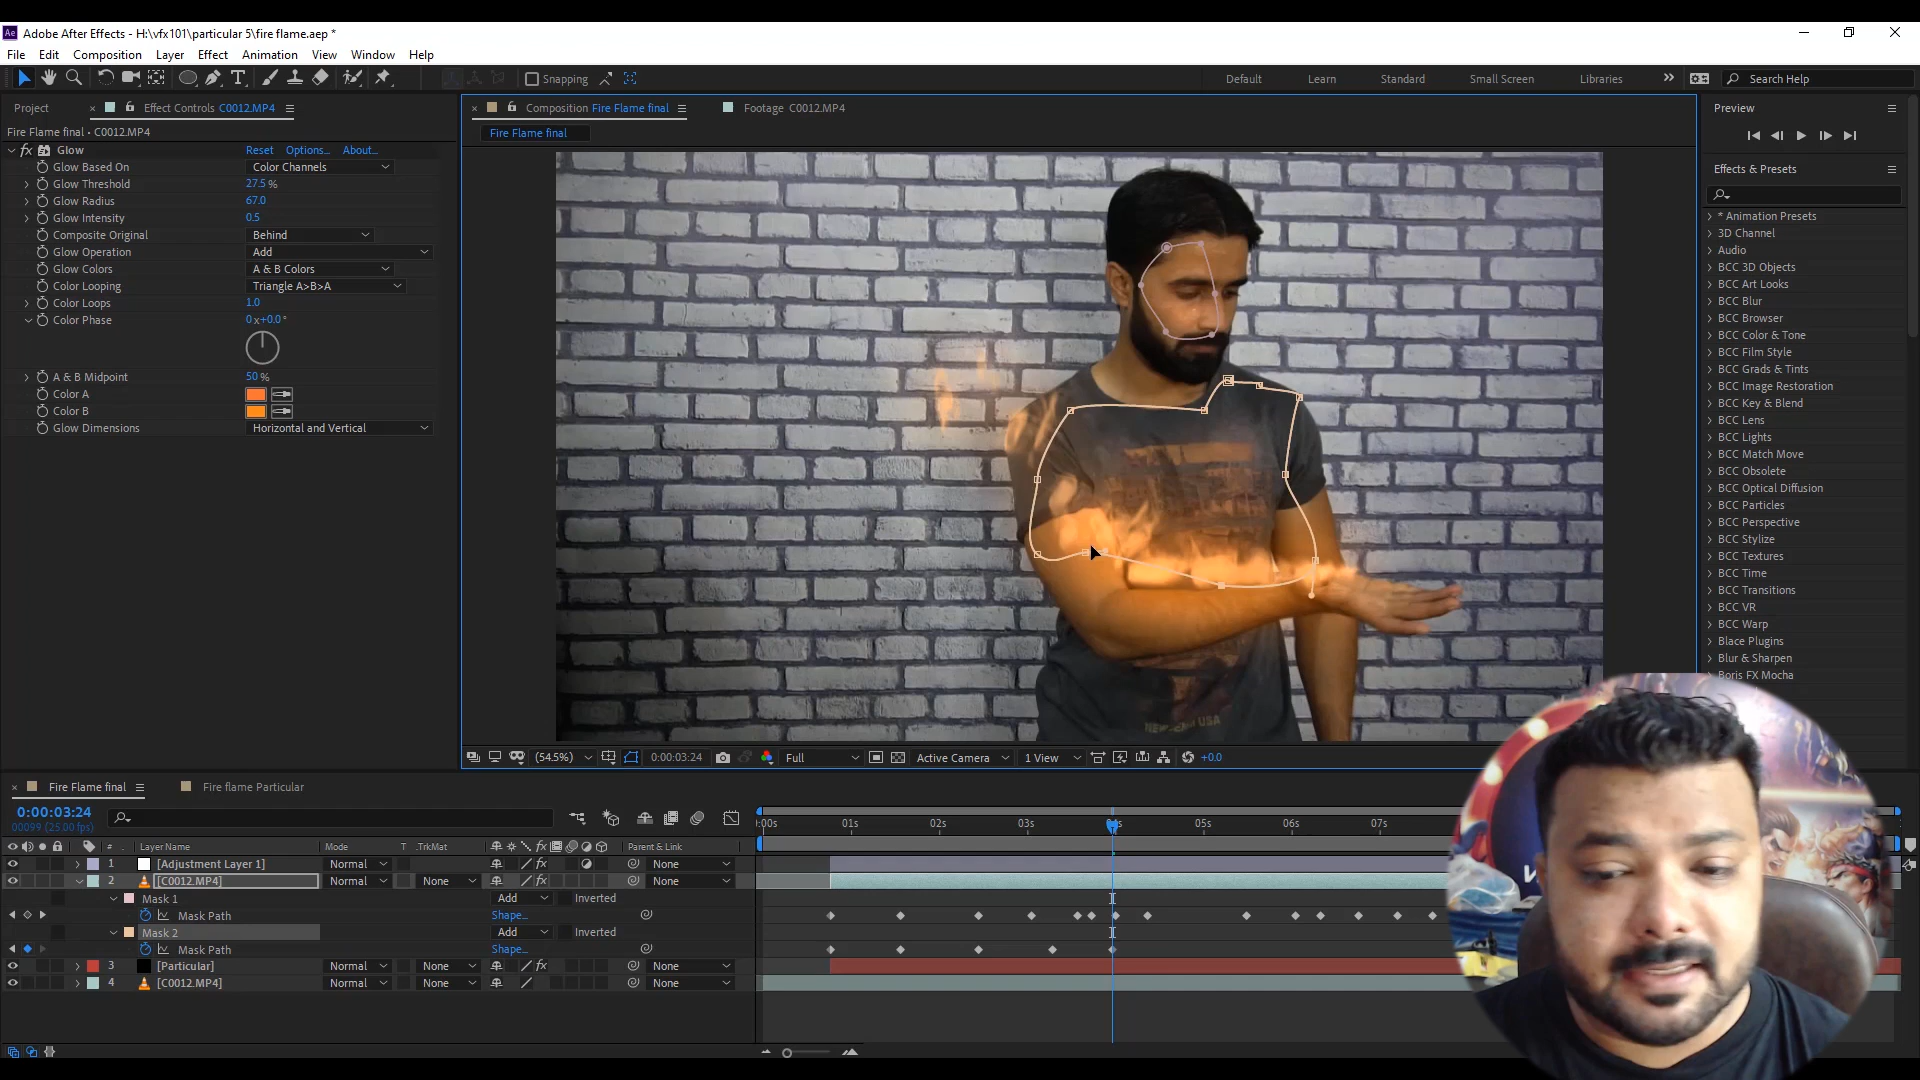 Adobe After Effects - H:\vfx101\particular 5\fire flame.aep *
File Edit Composition Layer Effect Animation View Window Help
Snapping
Default Learn Standard Small Screen Libraries
Search Help
Project
Effect Controls C0012.MP4
Composition Fire Flame final
Footage C0012.MP4
Preview
Fire Flame final • C0012.MP4
Fire Flame final
fx Glow Reset Options... About...
Glow Based On Color Channels
Glow Threshold 27.5 %
Glow Radius 67.0
Glow Intensity 0.5
Composite Original Behind
Glow Operation Add
Glow Colors A & B Colors
Color Looping Triangle A>B>A
Color Loops 1.0
Color Phase 0x+0.0°
A & B Midpoint 50 %
Color A
Color B
Glow Dimensions Horizontal and Vertical
Effects & Presets
* Animation Presets
3D Channel
Audio
BCC 3D Objects
BCC Art Looks
BCC Blur
BCC Browser
BCC Color & Tone
BCC Film Style
BCC Grads & Tints
BCC Image Restoration
BCC Key & Blend
BCC Lens
BCC Lights
BCC Match Move
BCC Obsolete
BCC Optical Diffusion
BCC Particles
BCC Perspective
BCC Stylize
BCC Textures
BCC Time
BCC Transitions
BCC VR
BCC Warp
Blace Plugins
Blur & Sharpen
Boris FX Mocha
USA
(54.5%) 0:00:03:24 Full Active Camera 1 View +0.0
Fire Flame final Fire flame Particular
0:00:03:24
00099 (25.00 fps)
:00s 01s 02s 03s 05s 06s 07s
# Layer Name Mode T .TrkMat fx Parent & Link
1 [Adjustment Layer 1] Normal fx None
2 [C0012.MP4] Normal None fx None
Mask 1 Add Inverted
Mask Path Shape...
Mask 2 Add Inverted
Mask Path Shape...
3 [Particular] Normal None fx None
4 [C0012.MP4] Normal None None